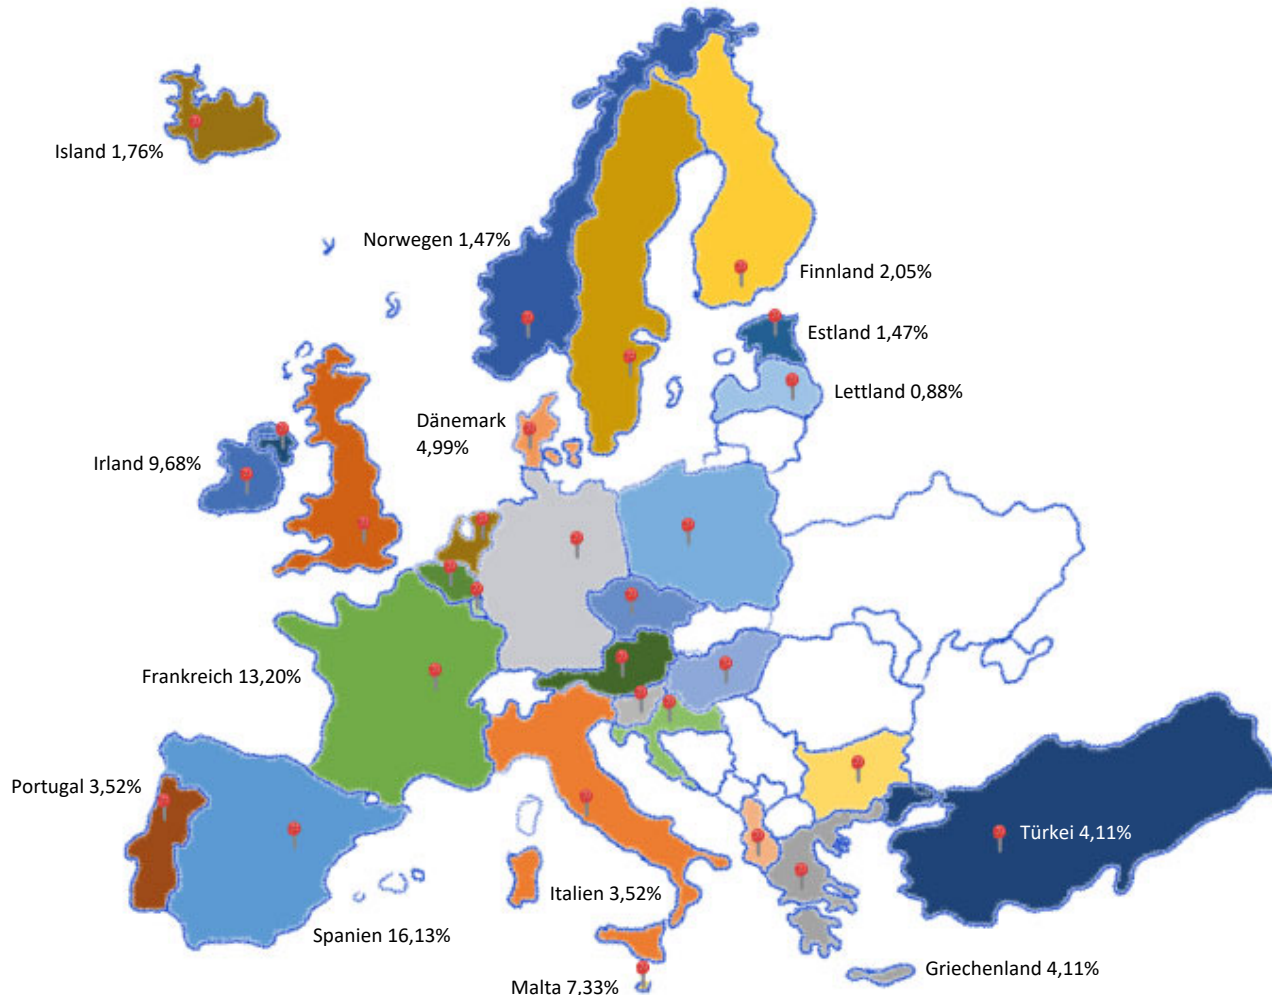 Island 1,76%
Norwegen 1,47%
Finnland 2,05%
Estland 1,47%
Lettland 0,88%
Dänemark
4,99%
Irland 9,68%
Frankreich 13,20%
Portugal 3,52%
Türkei 4,11%
Italien 3,52%
Spanien 16,13%
Griechenland 4,11%
Malta 7,33%